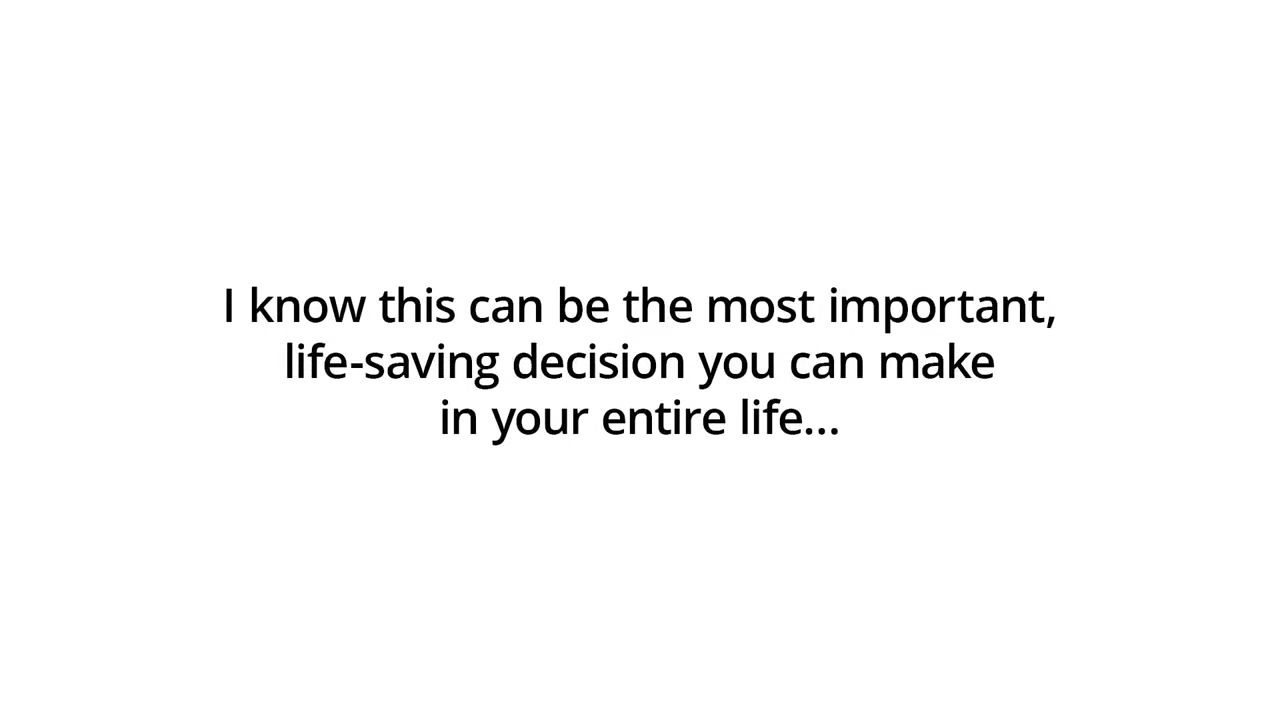 I know this can be the most important,
life-saving decision you can make
in your entire life...